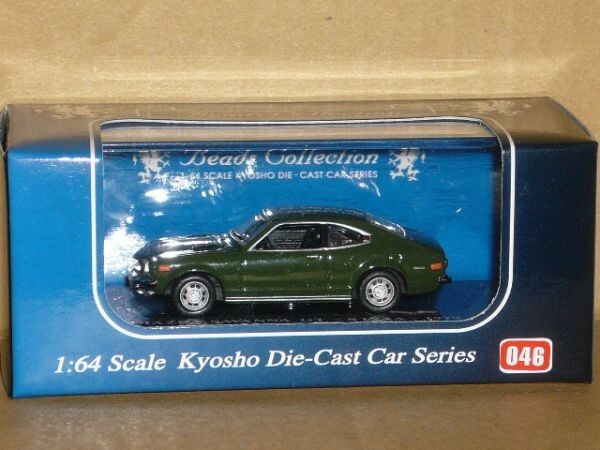 Beads Collection
1:64 SCALE KYOSHO DIE-CAST CAR SERIES
SAVANNA
1:64 Scale Kyosho Die-Cast Car Series
046